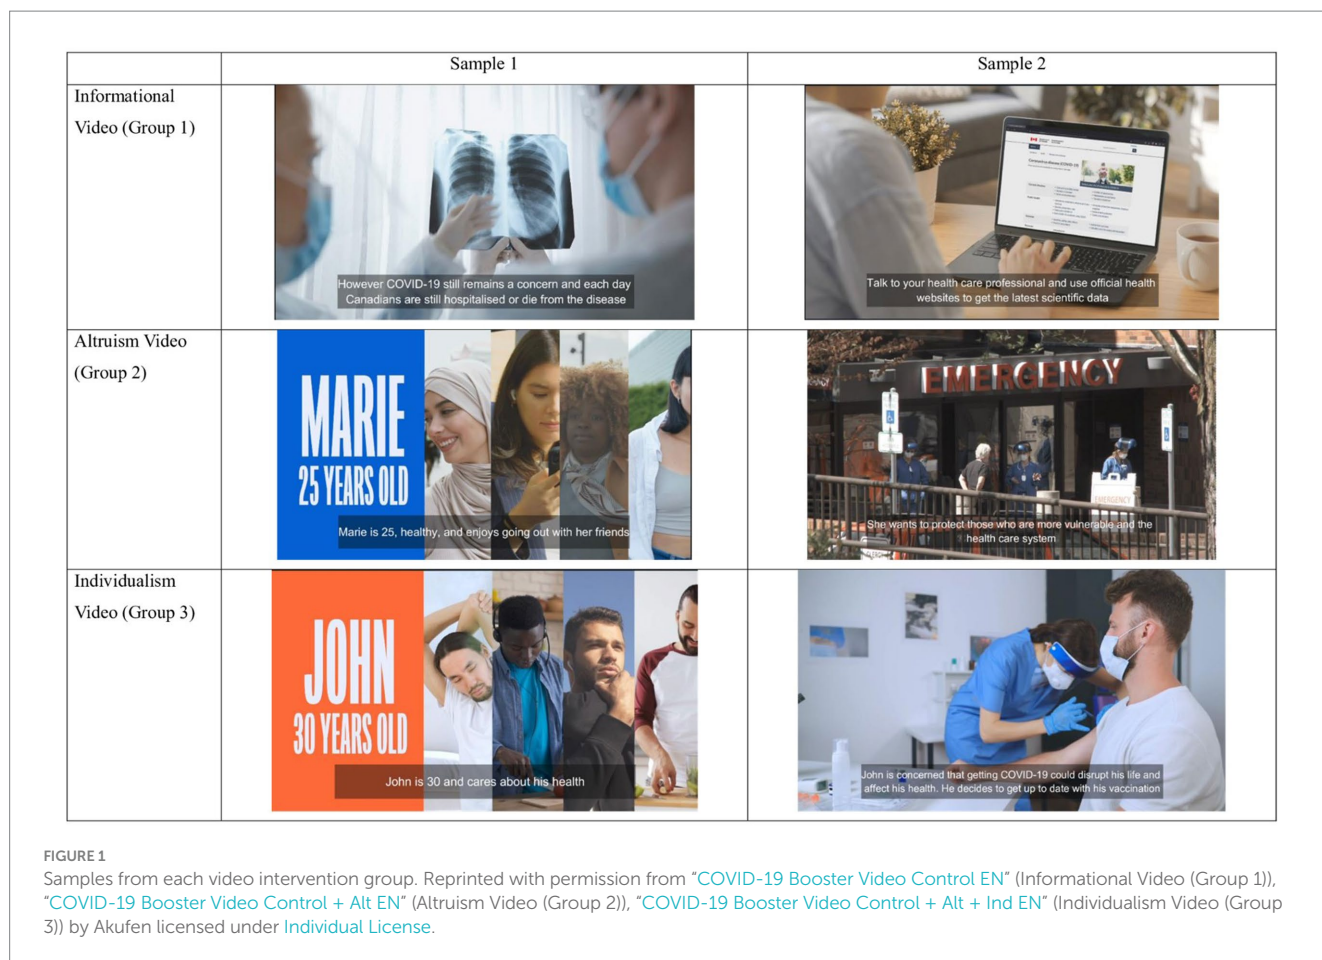 Sample 1
Sample 2
Informational
Video (Group 1)
However COVID-19 still remains a concern and each day
Canadians are still hospitalised or die from the disease
Coronavirus disease (COVID-19)
Talk to your health care professional and use official health
websites to get the latest scientific data
Altruism Video
(Group 2)
MARIE
25 YEARS OLD
Marie is 25, healthy, and enjoys going out with her friends
EMERGENCY
EMERGENCY
She wants to protect those who are more vulnerable and the
health care system
Individualism
Video (Group 3)
JOHN
30 YEARS OLD
John is 30 and cares about his health
John is concerned that getting COVID-19 could disrupt his life and
affect his health. He decides to get up to date with his vaccination
FIGURE 1
Samples from each video intervention group. Reprinted with permission from “COVID-19 Booster Video Control EN” (Informational Video (Group 1)),
“COVID-19 Booster Video Control + Alt EN” (Altruism Video (Group 2)), “COVID-19 Booster Video Control + Alt + Ind EN” (Individualism Video (Group
3)) by Akufen licensed under Individual License.